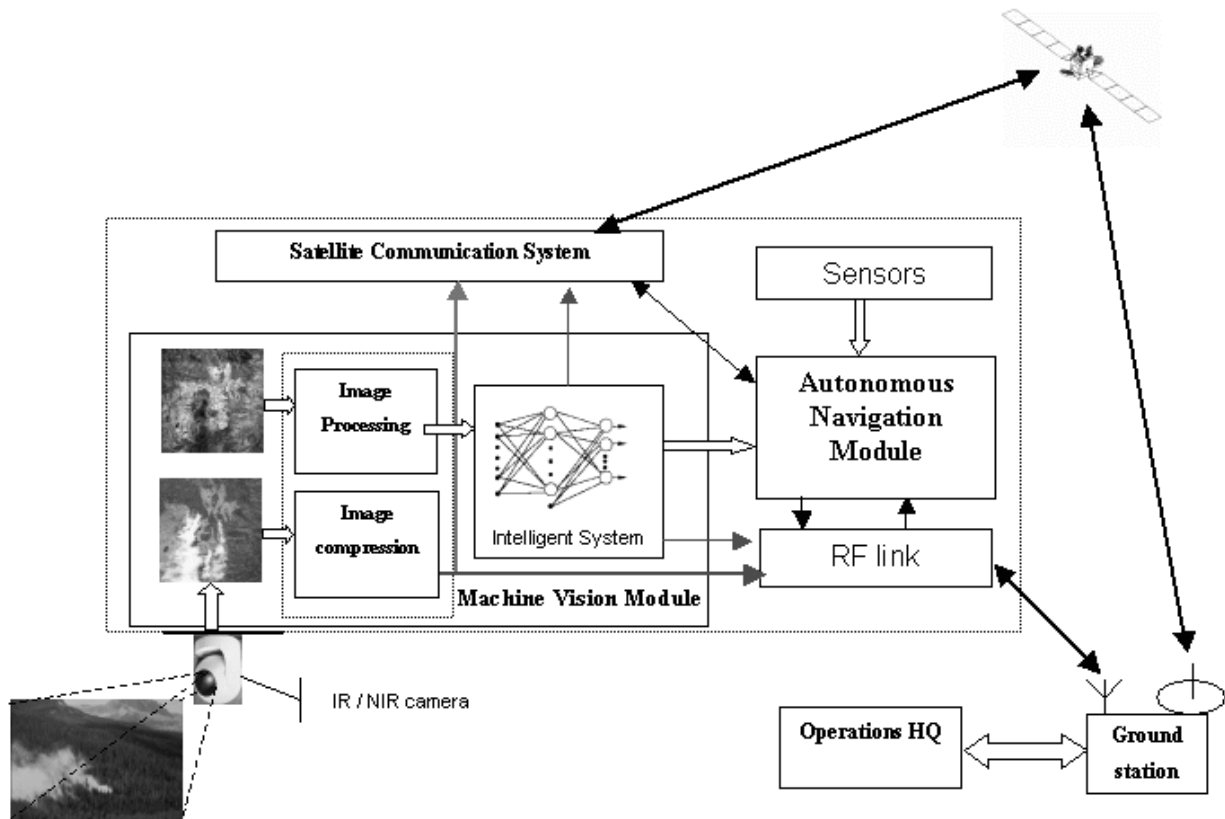 Satellite Communication System
Sensors
Image
Processing
Autonomous
Navigation
Module
Image
compression
Intelligent System
RF link
Machine Vision Module
IR / NIR camera
Operations HQ
Ground
station